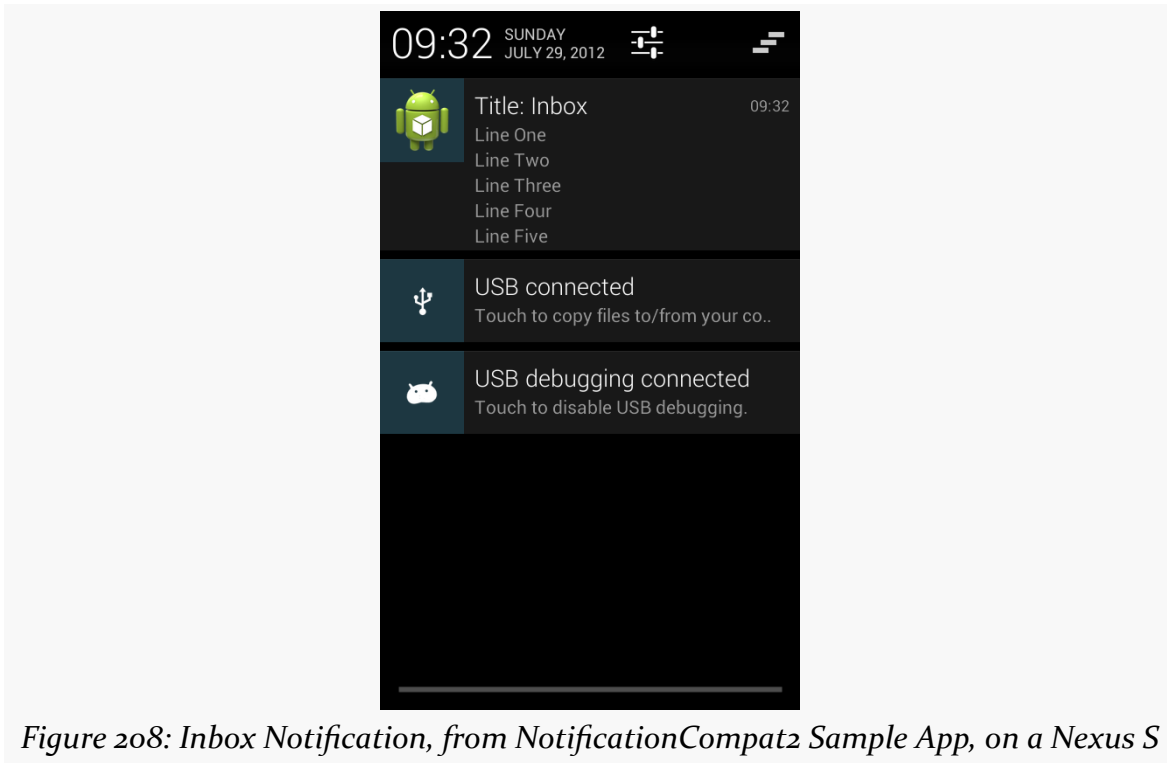 09:32 SUNDAY
JULY 29, 2012
Title: Inbox 09:32
Line One
Line Two
Line Three
Line Four
Line Five
USB connected
Touch to copy files to/from your co..
USB debugging connected
Touch to disable USB debugging.
Figure 208: Inbox Notification, from NotificationCompat2 Sample App, on a Nexus S